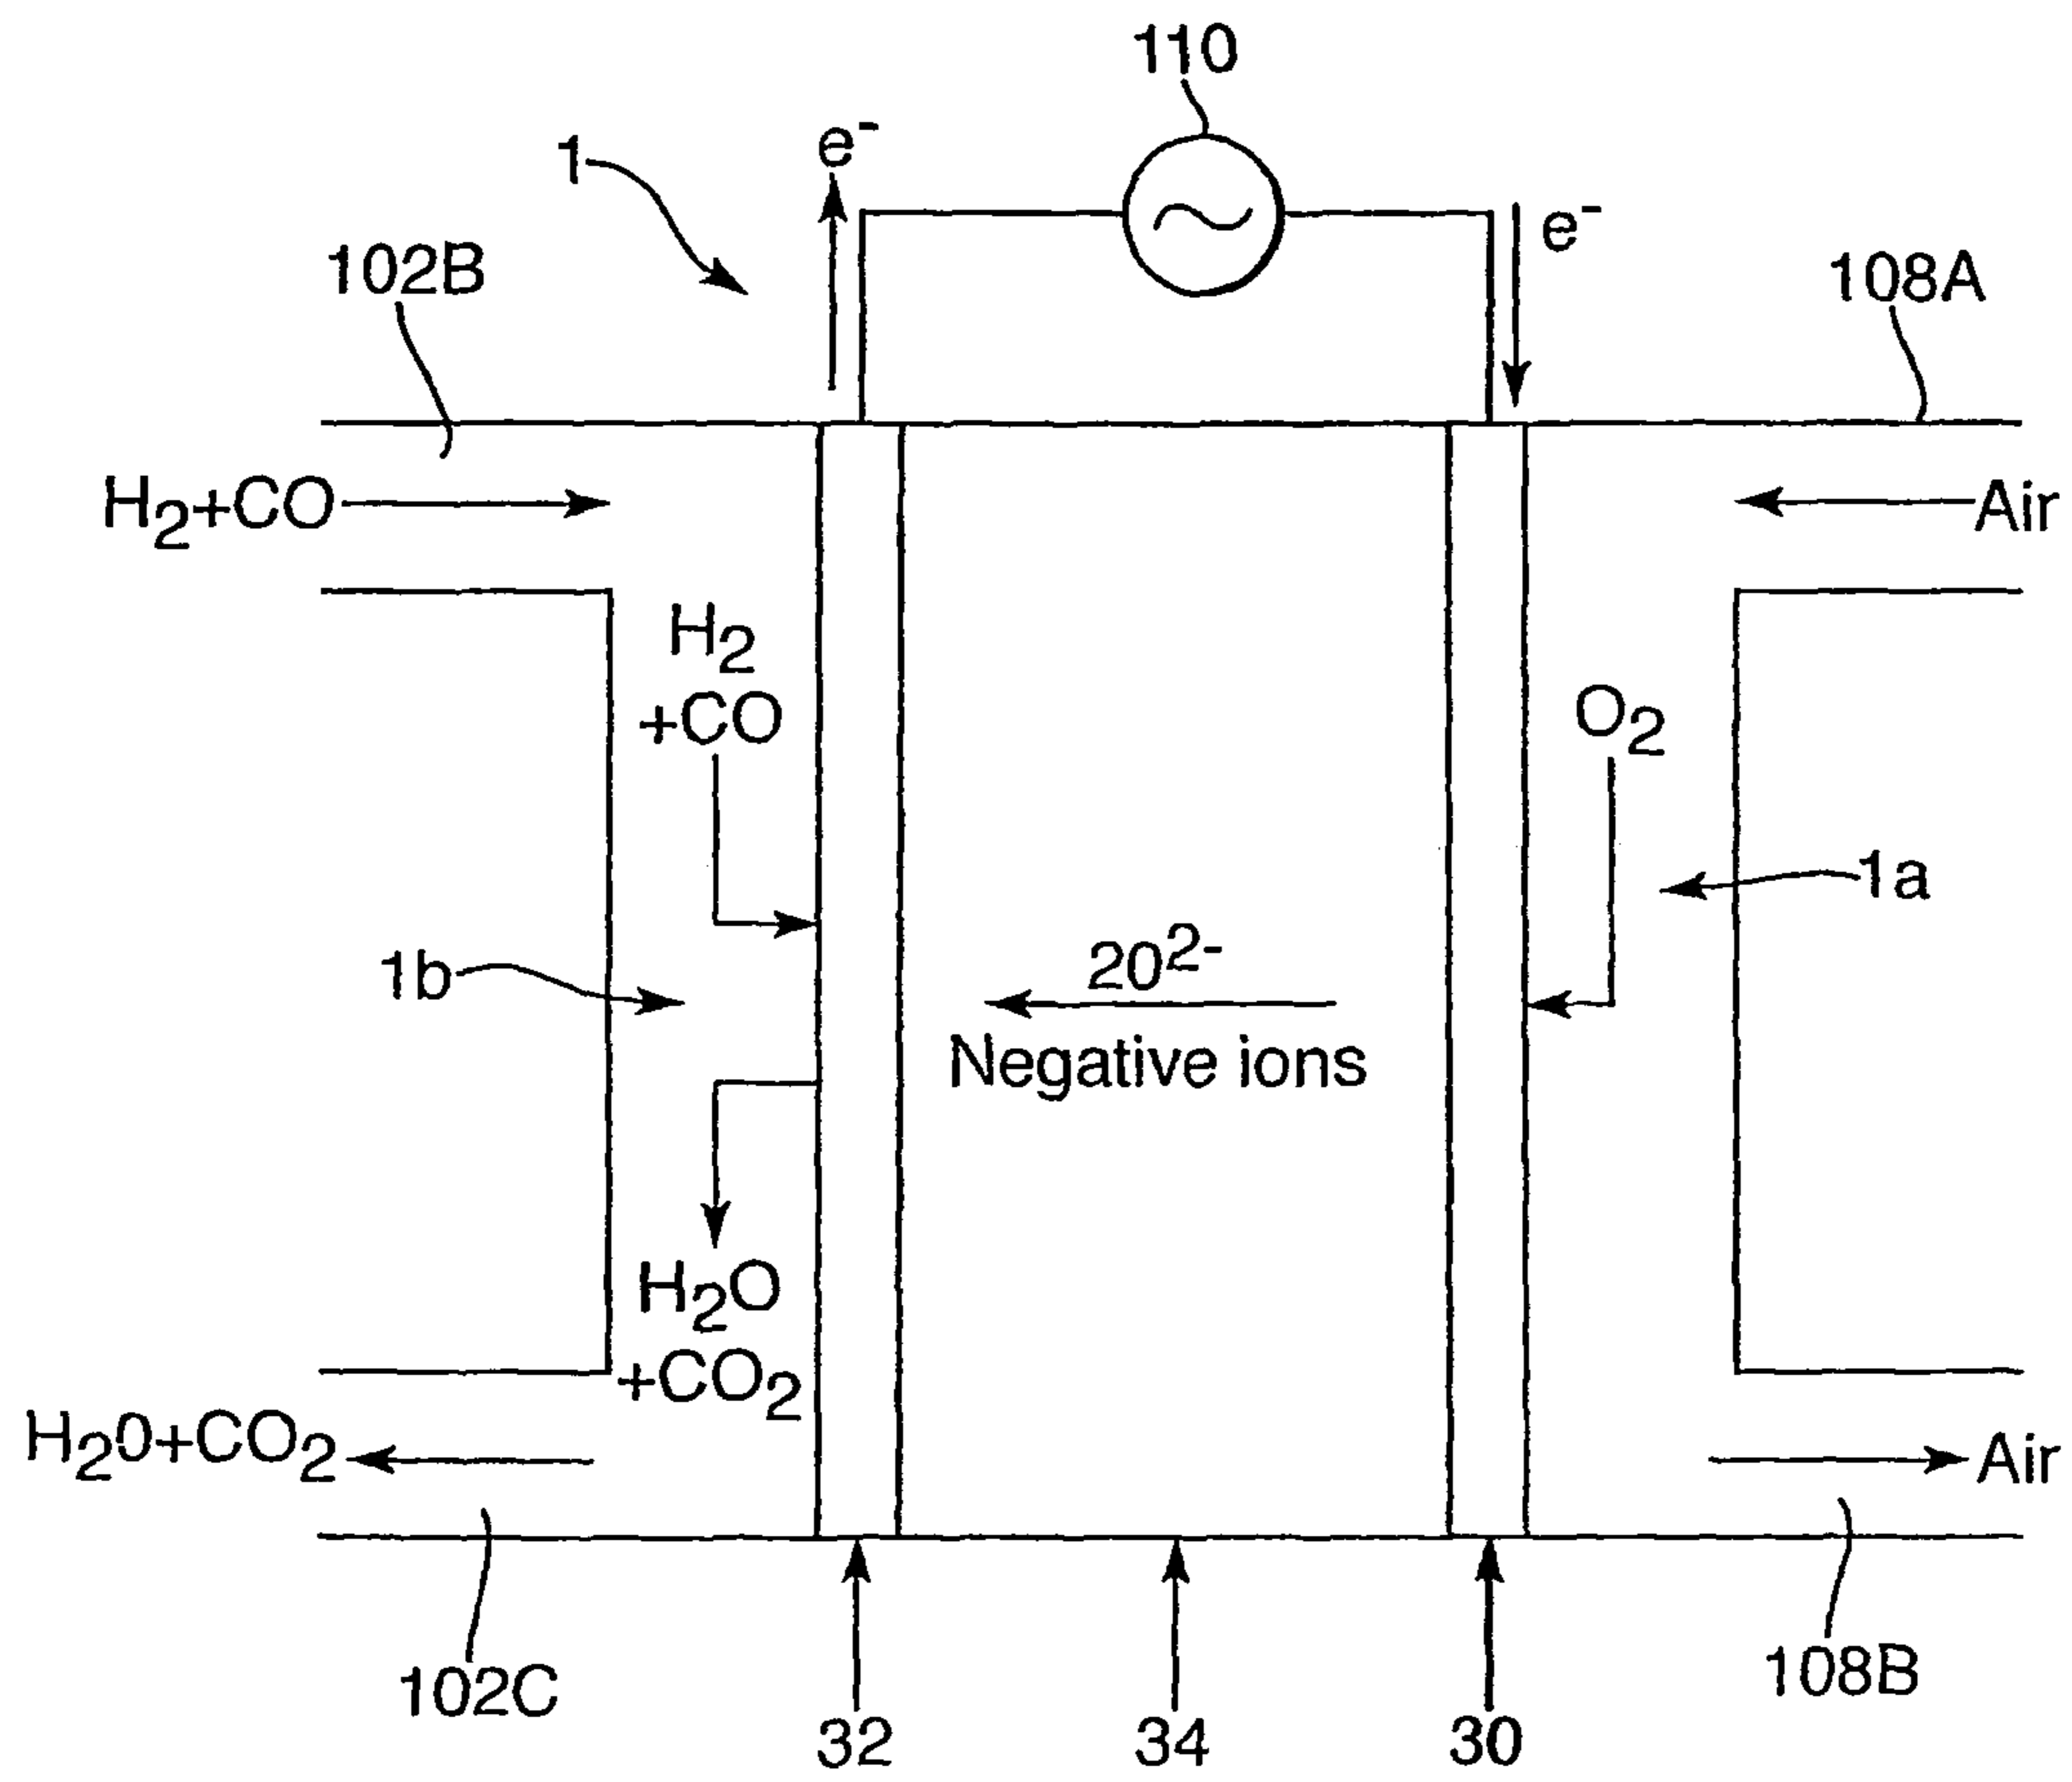 110
e⁻
1
e⁻
102B
108A
H₂+CO
Air
H₂
+CO
O₂
1a
20²⁻
1b
Negative ions
H₂O
+CO₂
H₂0+CO₂
Air
102C
108B
32
34
30